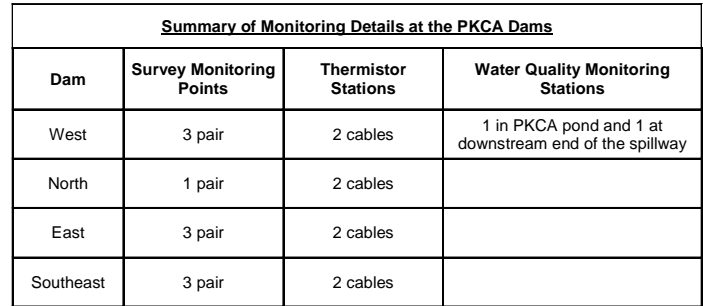 Summary of Monitoring Details at the PKCA Dams
Dam
Survey Monitoring
Points
Thermistor
Stations
Water Quality Monitoring
Stations
West
3 pair
2 cables
1 in PKCA pond and 1 at
downstream end of the spillway
North
1 pair
2 cables
East
3 pair
2 cables
Southeast
3 pair
2 cables